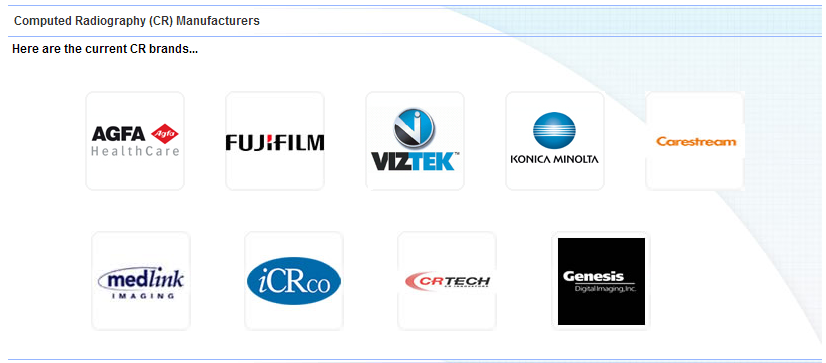 Computed Radiography (CR) Manufacturers
Here are the current CR brands...
AGFA Agfa
HealthCare
FUJIFILM
VIZTEK™
KONICA MINOLTA
Carestream
medlink
IMAGING
iCRco
CRTECH
Genesis
Digital Imaging, Inc.